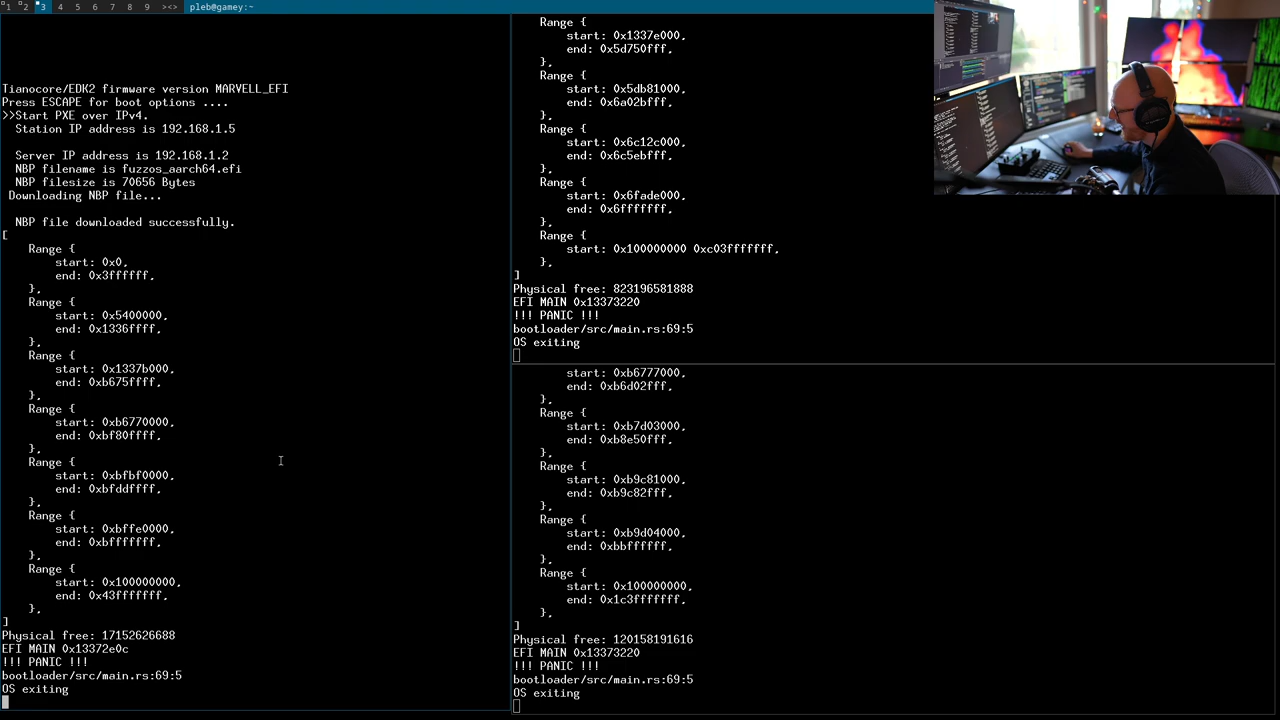 1 2 3 4 5 6 7 8 9 ><> pleb@gamey:~
Tianocore/EDK2 firmware version MARVELL_EFI
Press ESCAPE for boot options ....
>>Start PXE over IPv4.
Station IP address is 192.168.1.5
Server IP address is 192.168.1.2
NBP filename is fuzzos_aarch64.efi
NBP filesize is 70656 Bytes
Downloading NBP file...
NBP file downloaded successfully.
[
Range {
start: 0x0,
end: 0x3ffffff,
},
Range {
start: 0x5400000,
end: 0x1336ffff,
},
Range {
start: 0x1337b000,
end: 0xb675ffff,
},
Range {
start: 0xb6770000,
end: 0xbf80ffff,
},
Range {
start: 0xbfbf0000,
end: 0xbfddffff,
},
Range {
start: 0xbffe0000,
end: 0xbfffffff,
},
Range {
start: 0x100000000,
end: 0x43fffffff,
},
]
Physical free: 17152626688
EFI MAIN 0x13372e0c
!!! PANIC !!!
bootloader/src/main.rs:69:5
OS exiting
Range {
start: 0x1337e000,
end: 0x5d750fff,
},
Range {
start: 0x5db81000,
end: 0x6a02bfff,
},
Range {
start: 0x6c12c000,
end: 0x6c5ebfff,
},
Range {
start: 0x6fade000,
end: 0x6fffffff,
},
Range {
start: 0x100000000 0xc03fffffff,
},
]
Physical free: 823196581888
EFI MAIN 0x13373220
!!! PANIC !!!
bootloader/src/main.rs:69:5
OS exiting
start: 0xb6777000,
end: 0xb6d02fff,
},
Range {
start: 0xb7d03000,
end: 0xb8e50fff,
},
Range {
start: 0xb9c81000,
end: 0xb9c82fff,
},
Range {
start: 0xb9d04000,
end: 0xbbffffff,
},
Range {
start: 0x100000000,
end: 0x1c3fffffff,
},
]
Physical free: 120158191616
EFI MAIN 0x13373220
!!! PANIC !!!
bootloader/src/main.rs:69:5
OS exiting